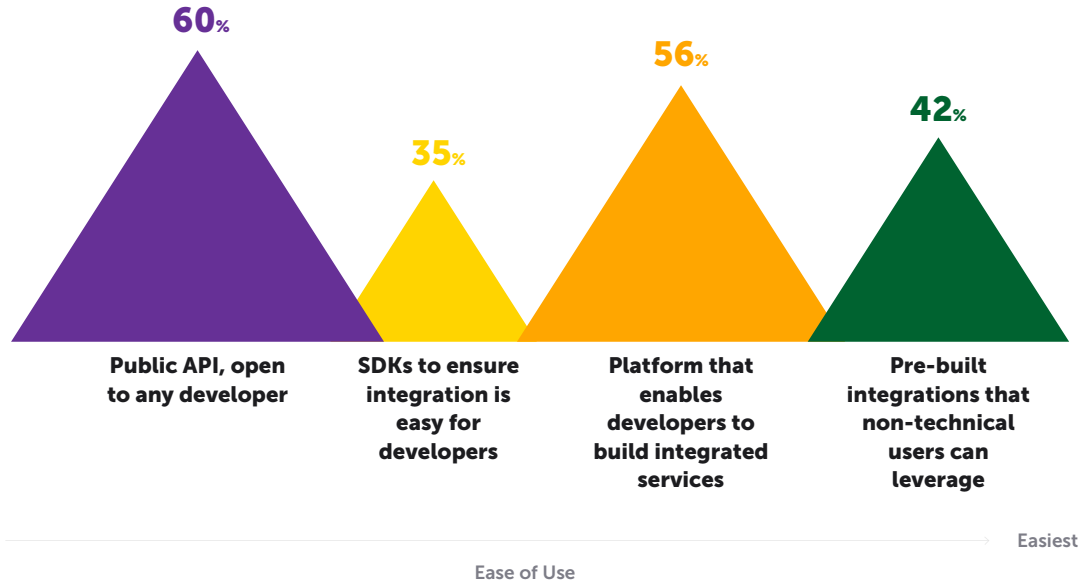 60%
56%
42%
35%
Public API, open
to any developer
SDKs to ensure
integration is
easy for
developers
Platform that
enables
developers to
build integrated
services
Pre-built
integrations that
non-technical
users can
leverage
Easiest
Ease of Use